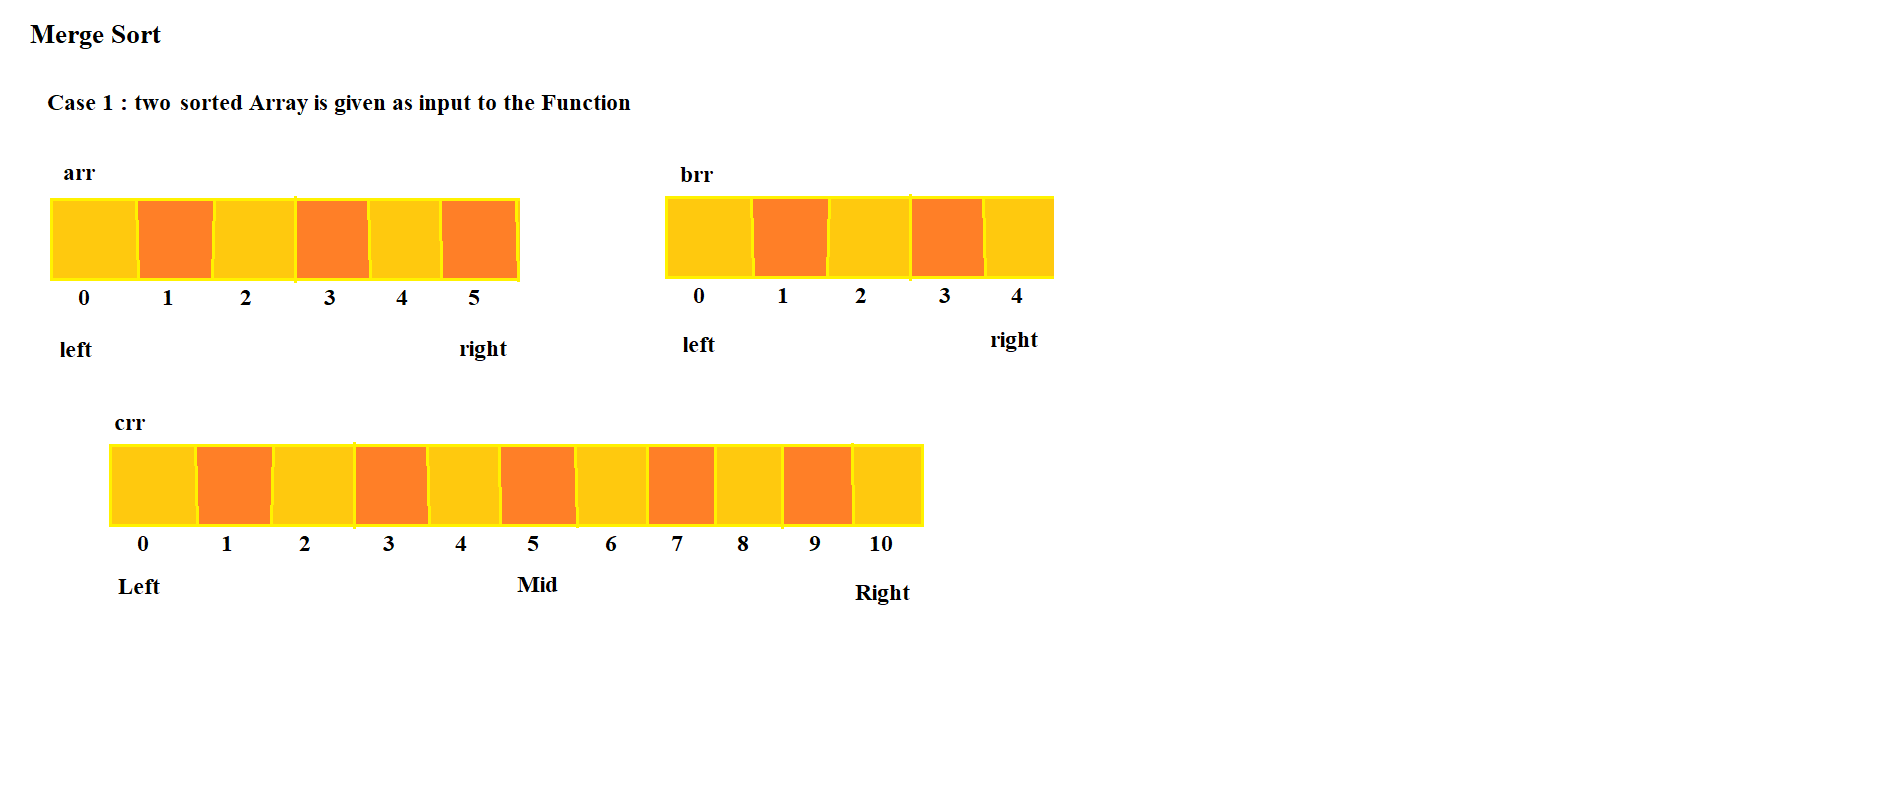 Merge Sort
Case 1 : two sorted Array is given as input to the Function
arr
brr
0 1 2 3 4 5
0 1 2 3 4
left right
left right
crr
0 1 2 3 4 5 6 7 8 9 10
Left Mid Right